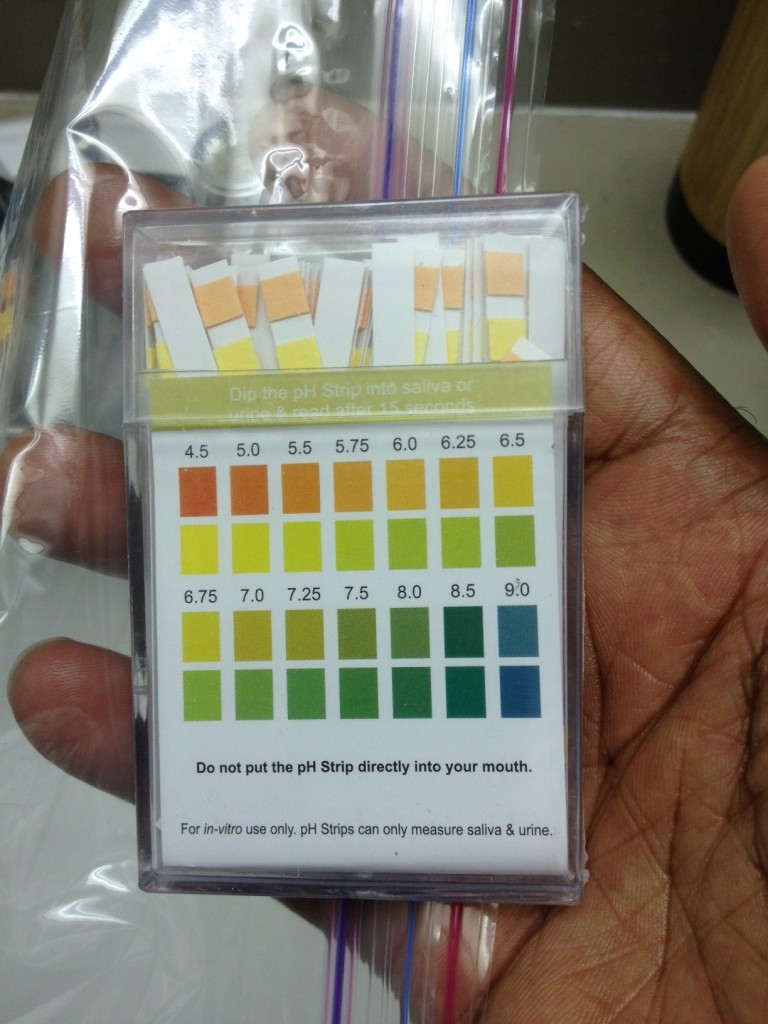 Dip the pH Strip into saliva or
urine & read after 15 seconds
4.5 5.0 5.5 5.75 6.0 6.25 6.5
6.75 7.0 7.25 7.5 8.0 8.5 9.0
Do not put the pH Strip directly into your mouth.
For in-vitro use only. pH Strips can only measure saliva & urine.